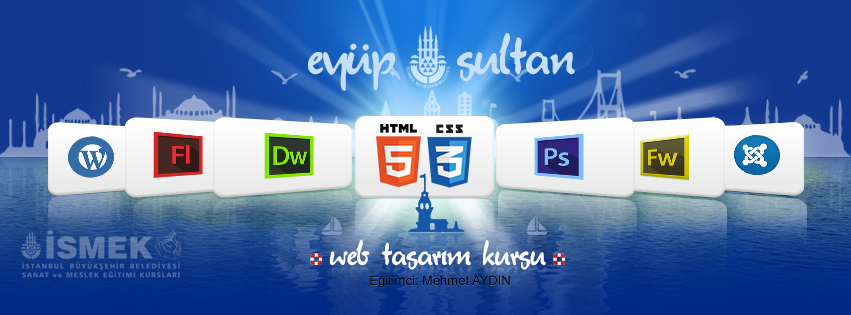 eyüp sultan
HTML CSS
5 3
Fl
Dw
Ps
Fw
web tasarım kursu
Eğitimci: Mehmet AYDIN
İSMEK
İSTANBUL BÜYÜKŞEHİR BELEDİYESİ
SANAT ve MESLEK EĞİTİMİ KURSLARI